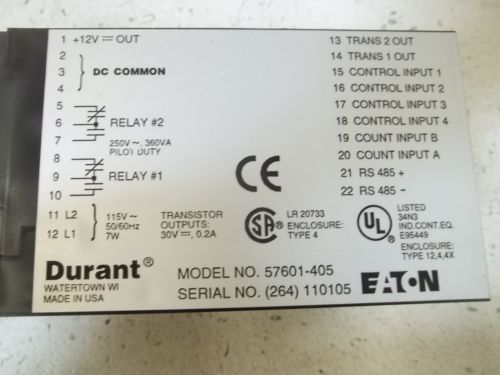 1 +12V ⎓ OUT
2
3 DC COMMON
4
5
6 RELAY #2
7 250V ~, 360VA
PILOT DUTY
8
9 RELAY #1
10
11 L2
12 L1
115V ~
50/60Hz
7W
TRANSISTOR
OUTPUTS:
30V ⎓, 0.2A
13 TRANS 2 OUT
14 TRANS 1 OUT
15 CONTROL INPUT 1
16 CONTROL INPUT 2
17 CONTROL INPUT 3
18 CONTROL INPUT 4
19 COUNT INPUT B
20 COUNT INPUT A
21 RS 485 +
22 RS 485 −
CE
SA
LR 20733
ENCLOSURE:
TYPE 4
UL
LISTED
34N3
IND.CONT.EQ.
E95449
ENCLOSURE:
TYPE 12,4,4X
Durant®
WATERTOWN WI
MADE IN USA
MODEL NO. 57601-405
SERIAL NO. (264) 110105
EATON